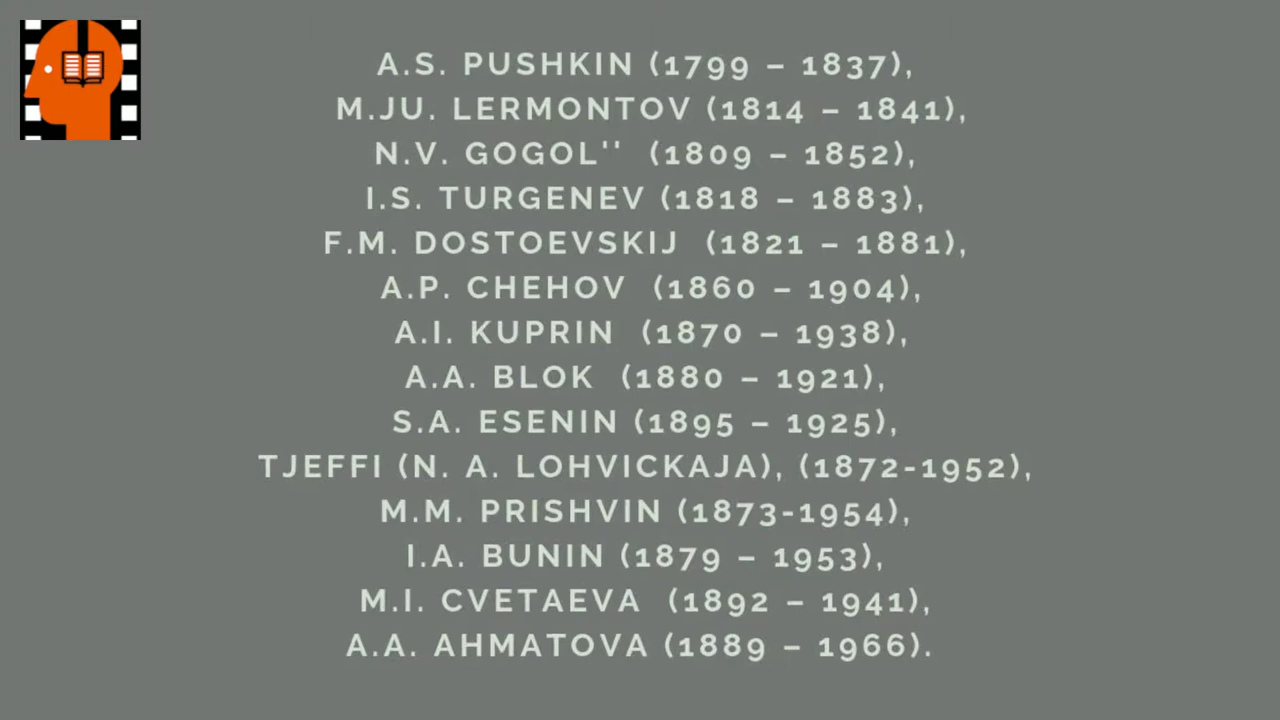 A.S. PUSHKIN (1799 – 1837),
M.JU. LERMONTOV (1814 – 1841),
N.V. GOGOL'' (1809 – 1852),
I.S. TURGENEV (1818 – 1883),
F.M. DOSTOEVSKIJ (1821 – 1881),
A.P. CHEHOV (1860 – 1904),
A.I. KUPRIN (1870 – 1938),
A.A. BLOK (1880 – 1921),
S.A. ESENIN (1895 – 1925),
TJEFFI (N. A. LOHVICKAJA), (1872-1952),
M.M. PRISHVIN (1873-1954),
I.A. BUNIN (1879 – 1953),
M.I. CVETAEVA (1892 – 1941),
A.A. AHMATOVA (1889 – 1966).